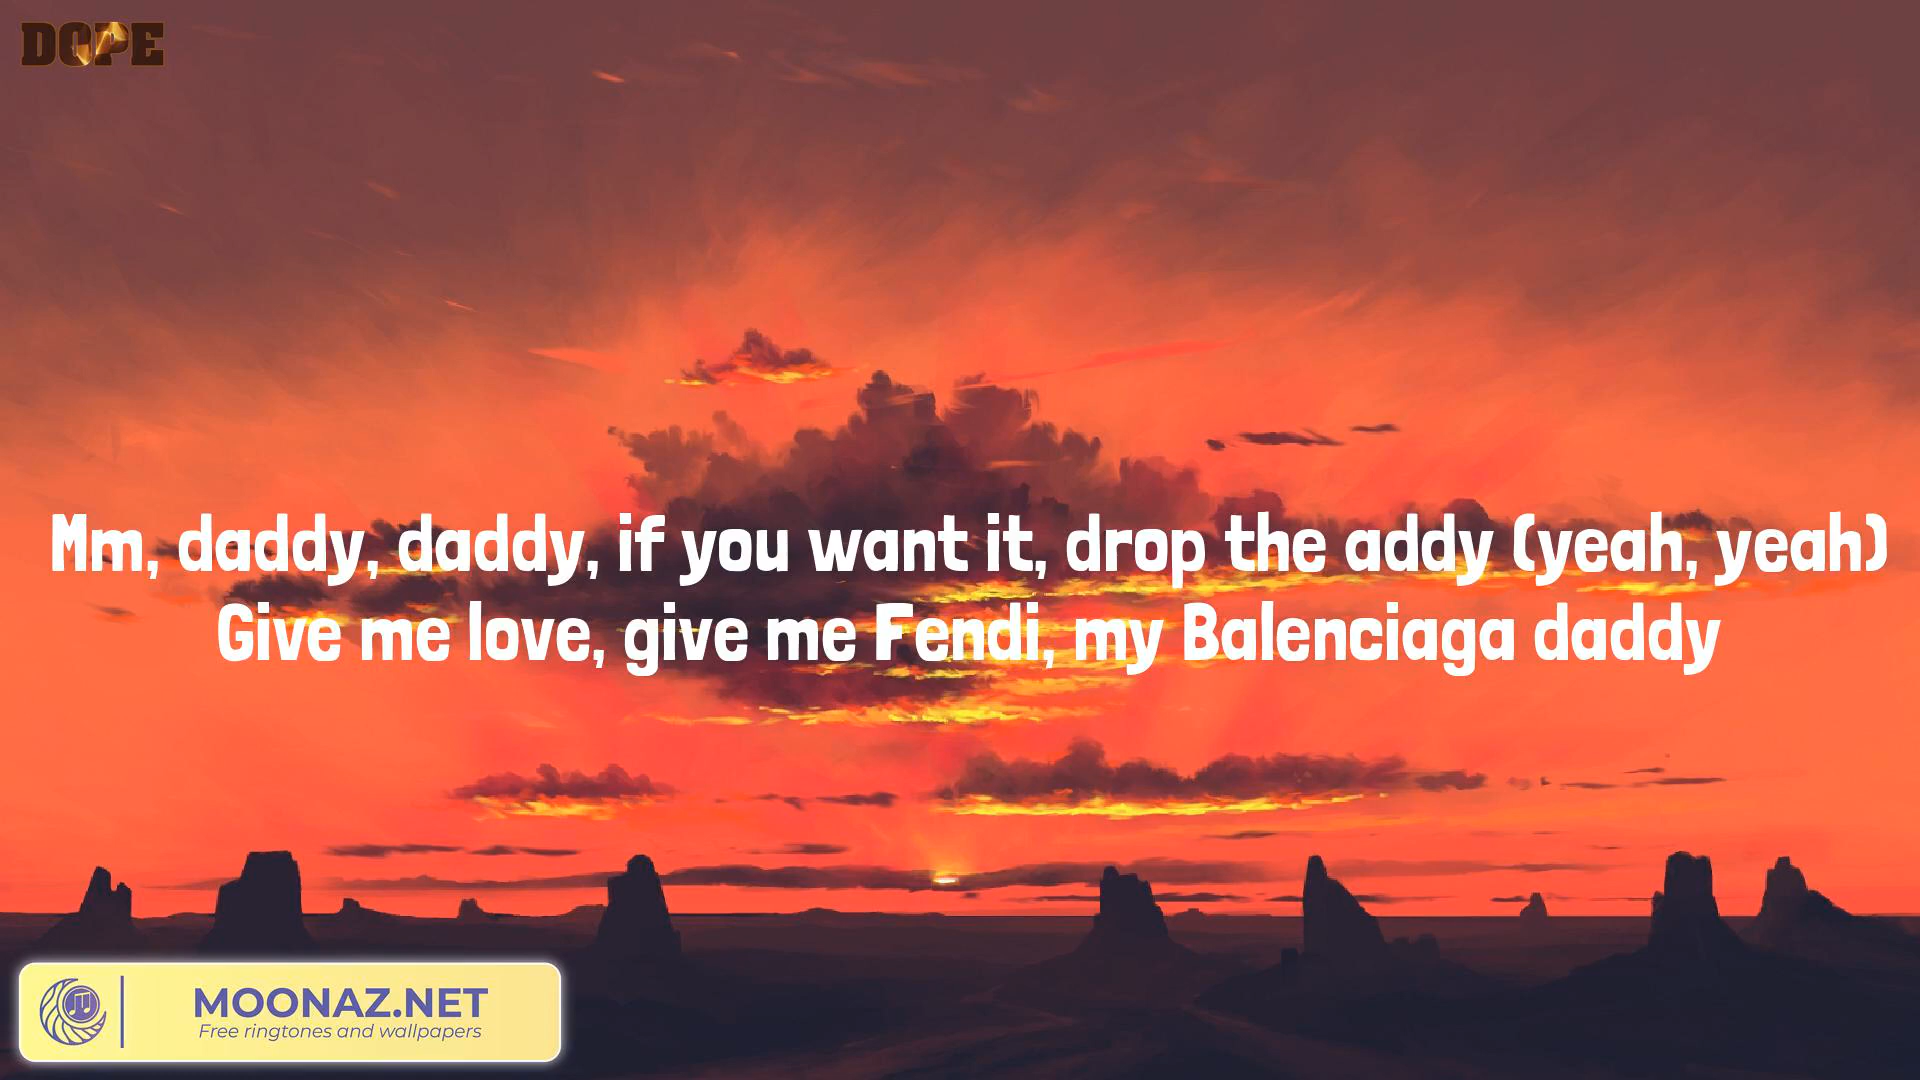 DOPE
Mm, daddy, daddy, if you want it, drop the addy (yeah, yeah)
Give me love, give me Fendi, my Balenciaga daddy
MOONAZ.NET
Free ringtones and wallpapers